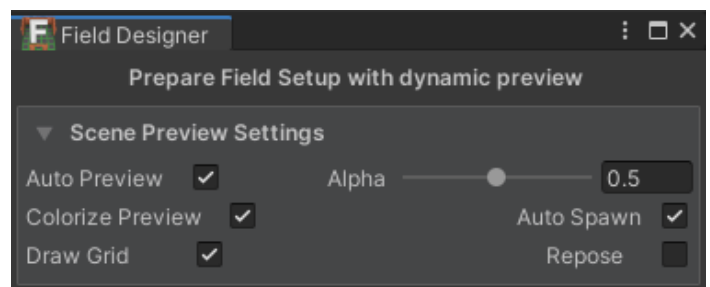 F Field Designer
Prepare Field Setup with dynamic preview
Scene Preview Settings
Auto Preview Alpha 0.5
Colorize Preview Auto Spawn
Draw Grid Repose